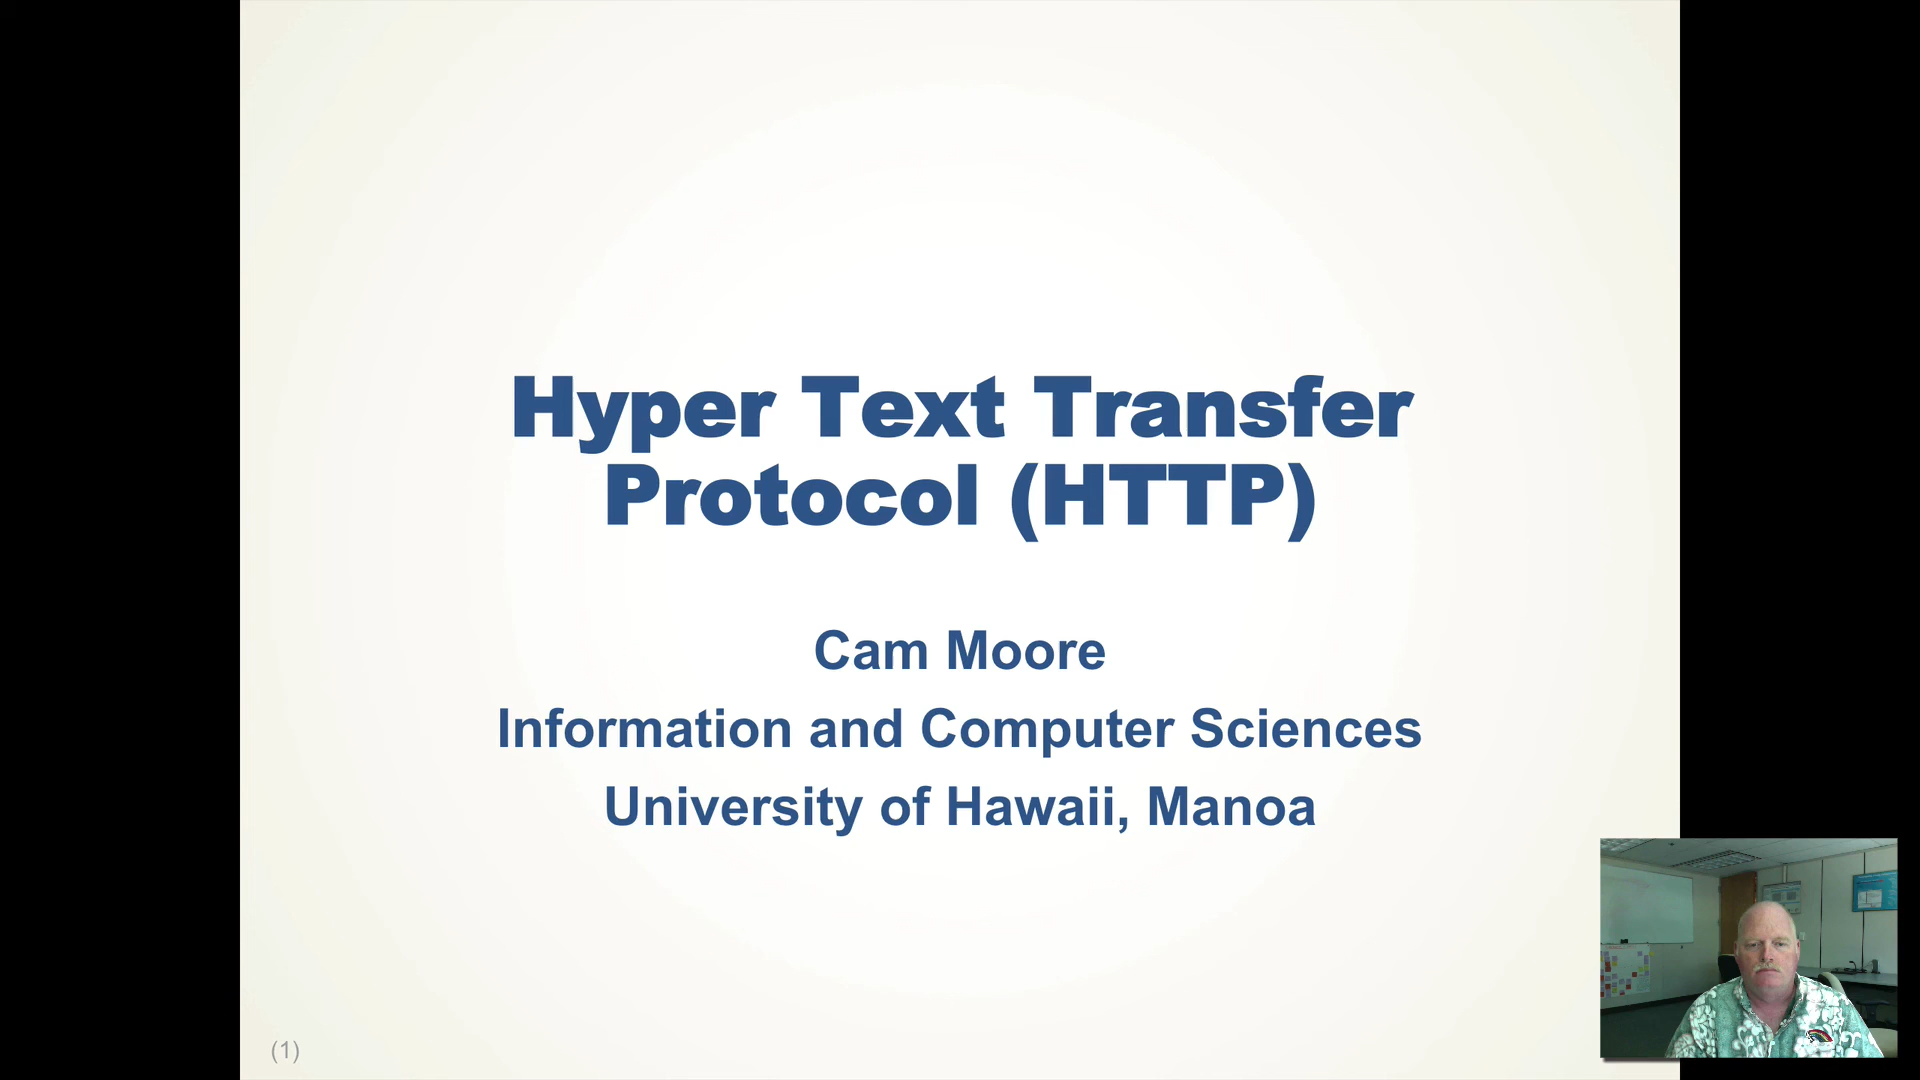 Hyper Text Transfer
Protocol (HTTP)
Cam Moore
Information and Computer Sciences
University of Hawaii, Manoa
(1)